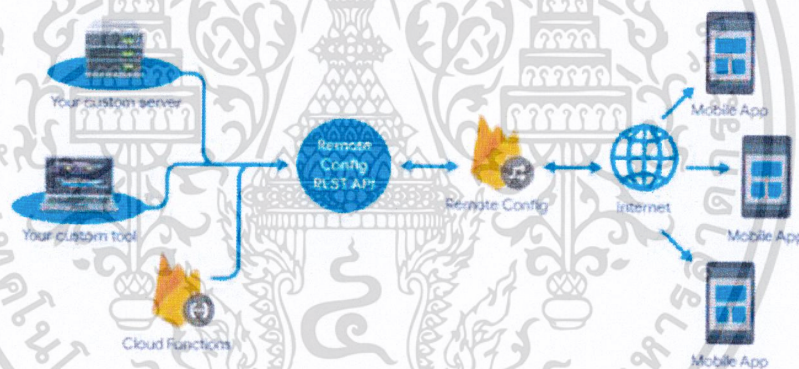 Your custom server
Your custom tool
Cloud Functions
Remote
Config
REST API
Remote Config
Internet
Mobile App
Mobile App
Mobile App